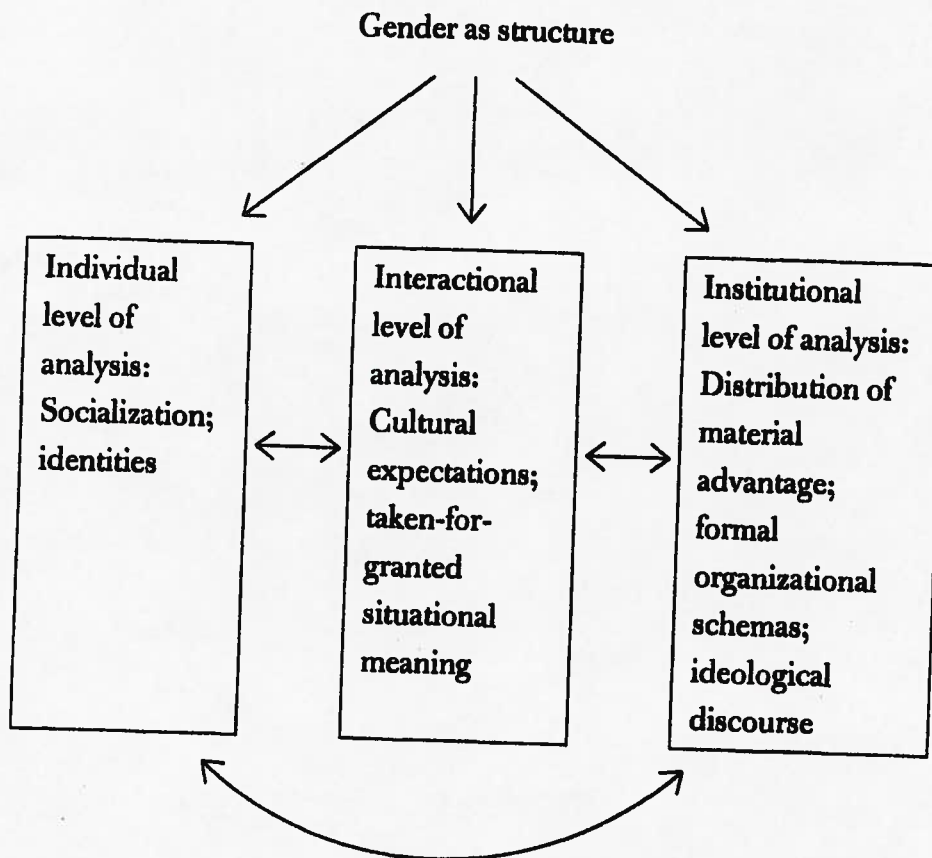 Gender as structure
Individual
level of
analysis:
Socialization;
identities
Interactional
level of
analysis:
Cultural
expectations;
taken-for-
granted
situational
meaning
Institutional
level of analysis:
Distribution of
material
advantage;
formal
organizational
schemas;
ideological
discourse